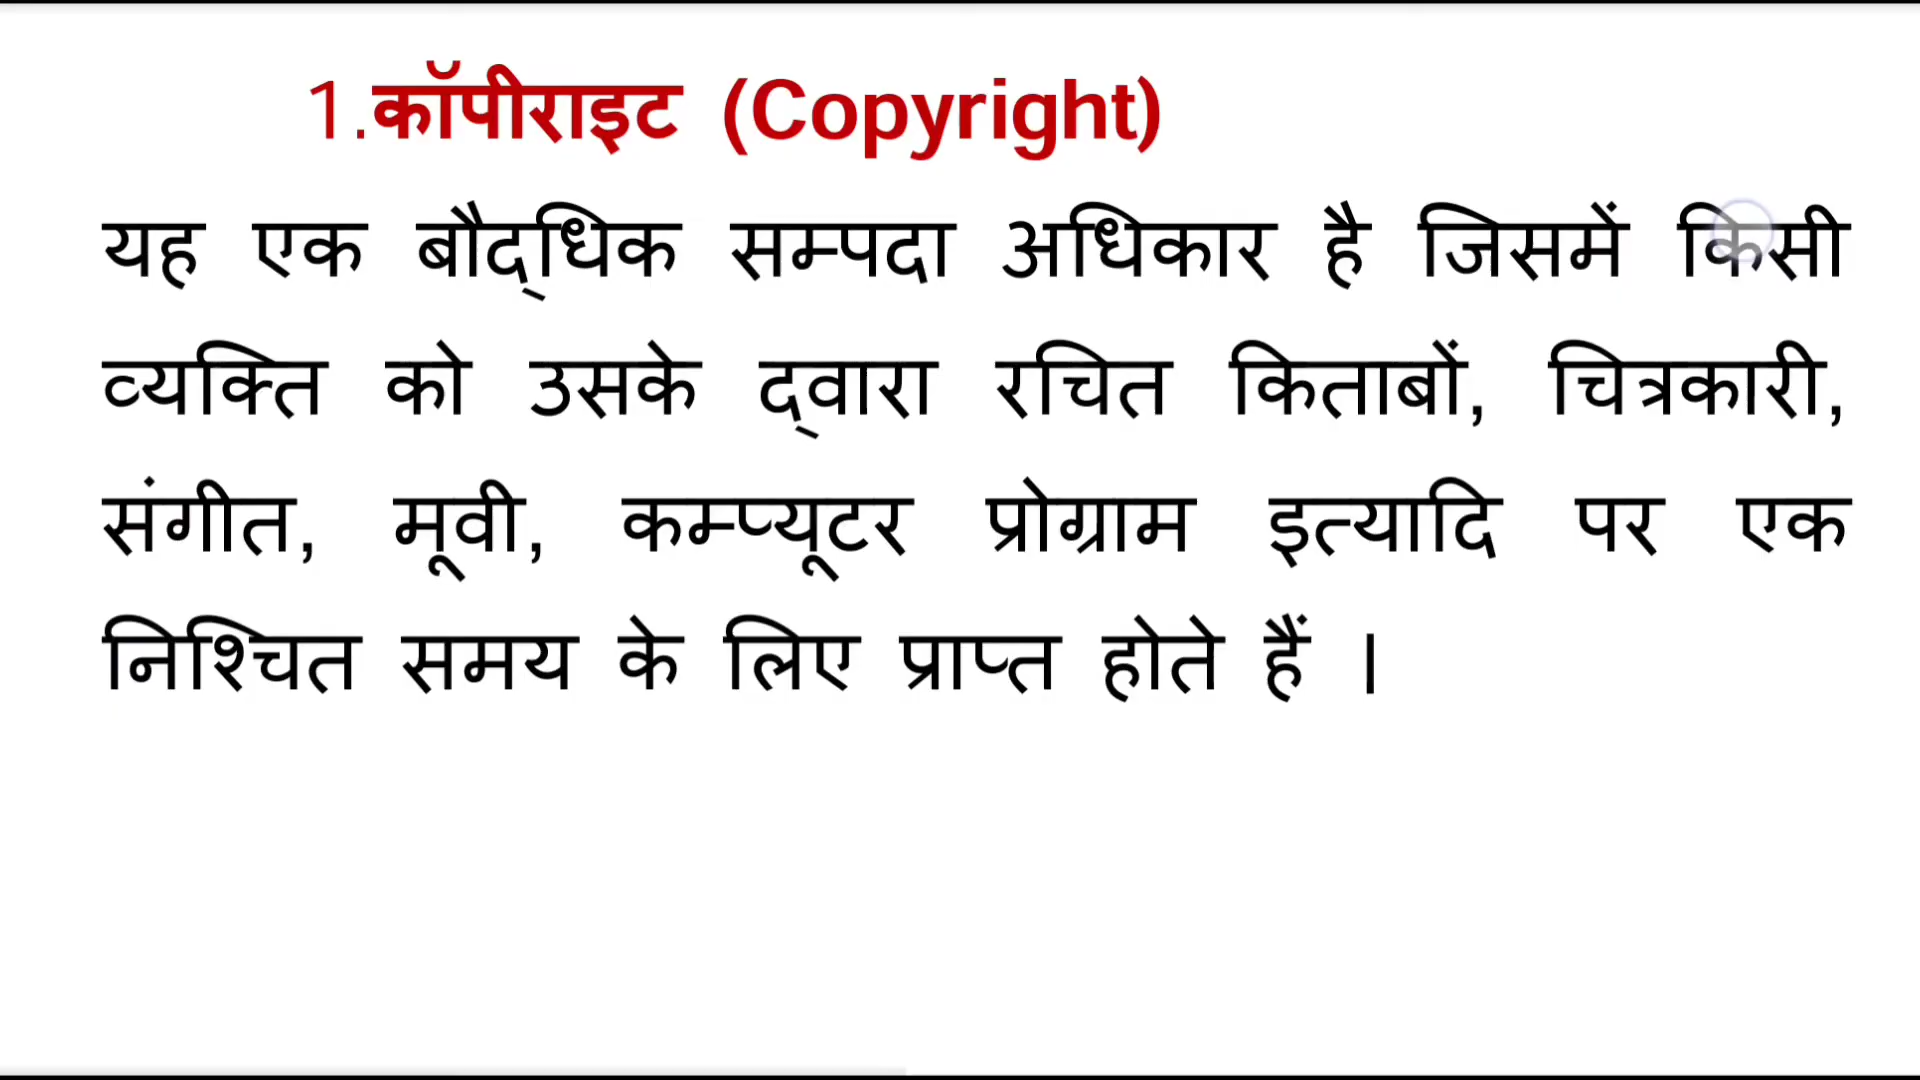 1.कॉपीराइट (Copyright)
यह एक बौद्धिक सम्पदा अधिकार है जिसमें किसी
व्यक्ति को उसके द्वारा रचित किताबों, चित्रकारी,
संगीत, मूवी, कम्प्यूटर प्रोग्राम इत्यादि पर एक
निश्चित समय के लिए प्राप्त होते हैं ।